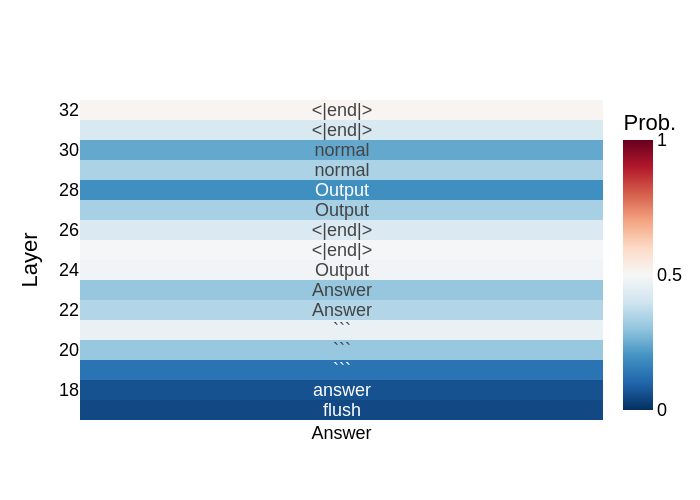 Prob.
32 <|end|> 1
<|end|>
30 normal
normal
28 Output
Output
26 <|end|>
<|end|>
Layer
24 Output 0.5
Answer
22 Answer
```
20 ```
```
18 answer
flush 0
Answer